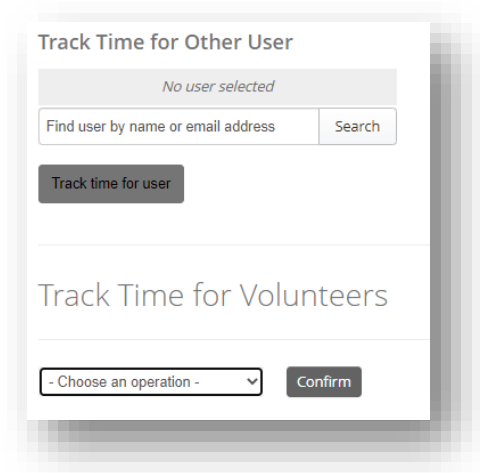 Track Time for Other User
No user selected
Find user by name or email address Search
Track time for user
Track Time for Volunteers
- Choose an operation - Confirm